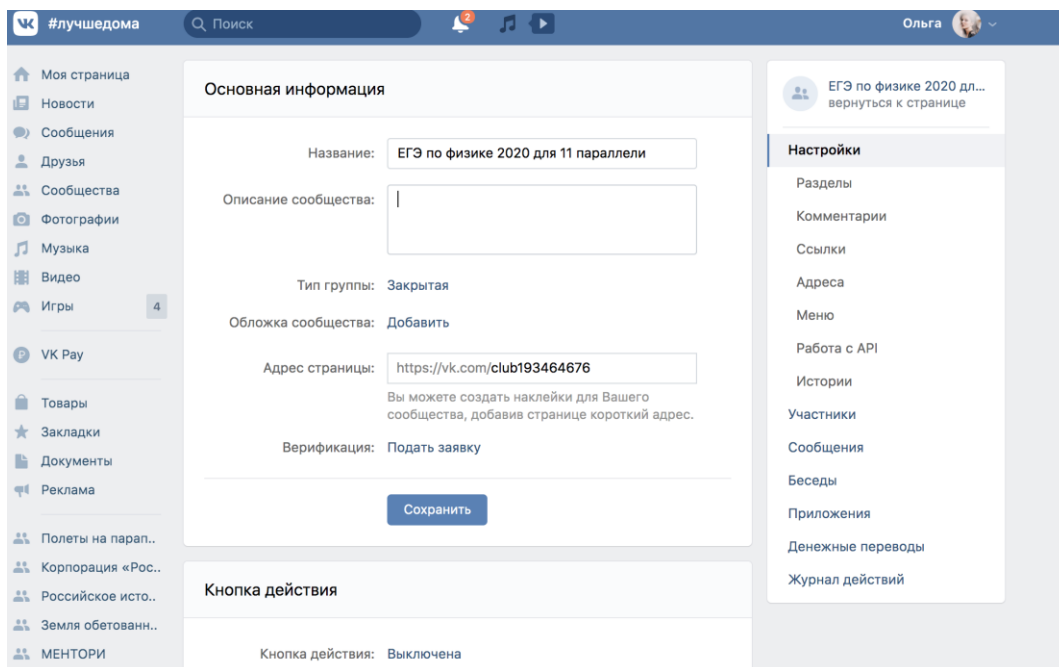 #лучшедома
Поиск
2
Ольга
Моя страница
Новости
Сообщения
Друзья
Сообщества
Фотографии
Музыка
Видео
Игры 4
VK Pay
Товары
Закладки
Документы
Реклама
Полеты на парап..
Корпорация «Рос..
Российское исто..
Земля обетованн..
МЕНТОРИ
Основная информация
Название: ЕГЭ по физике 2020 для 11 параллели
Описание сообщества:
Тип группы: Закрытая
Обложка сообщества: Добавить
Адрес страницы: https://vk.com/club193464676
Вы можете создать наклейки для Вашего
сообщества, добавив странице короткий адрес.
Верификация: Подать заявку
Сохранить
Кнопка действия
Кнопка действия: Выключена
ЕГЭ по физике 2020 дл...
вернуться к странице
Настройки
Разделы
Комментарии
Ссылки
Адреса
Меню
Работа с API
Истории
Участники
Сообщения
Беседы
Приложения
Денежные переводы
Журнал действий